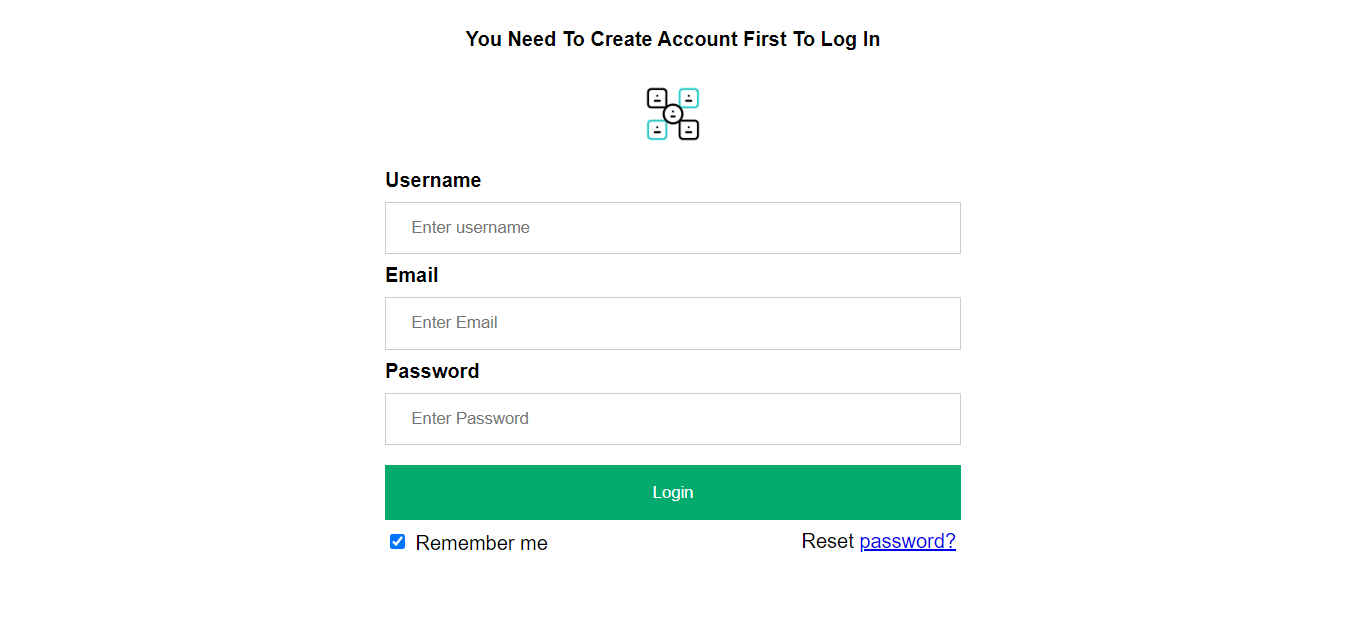 You Need To Create Account First To Log In
Username
Enter username
Email
Enter Email
Password
Enter Password
Login
Remember me Reset password?